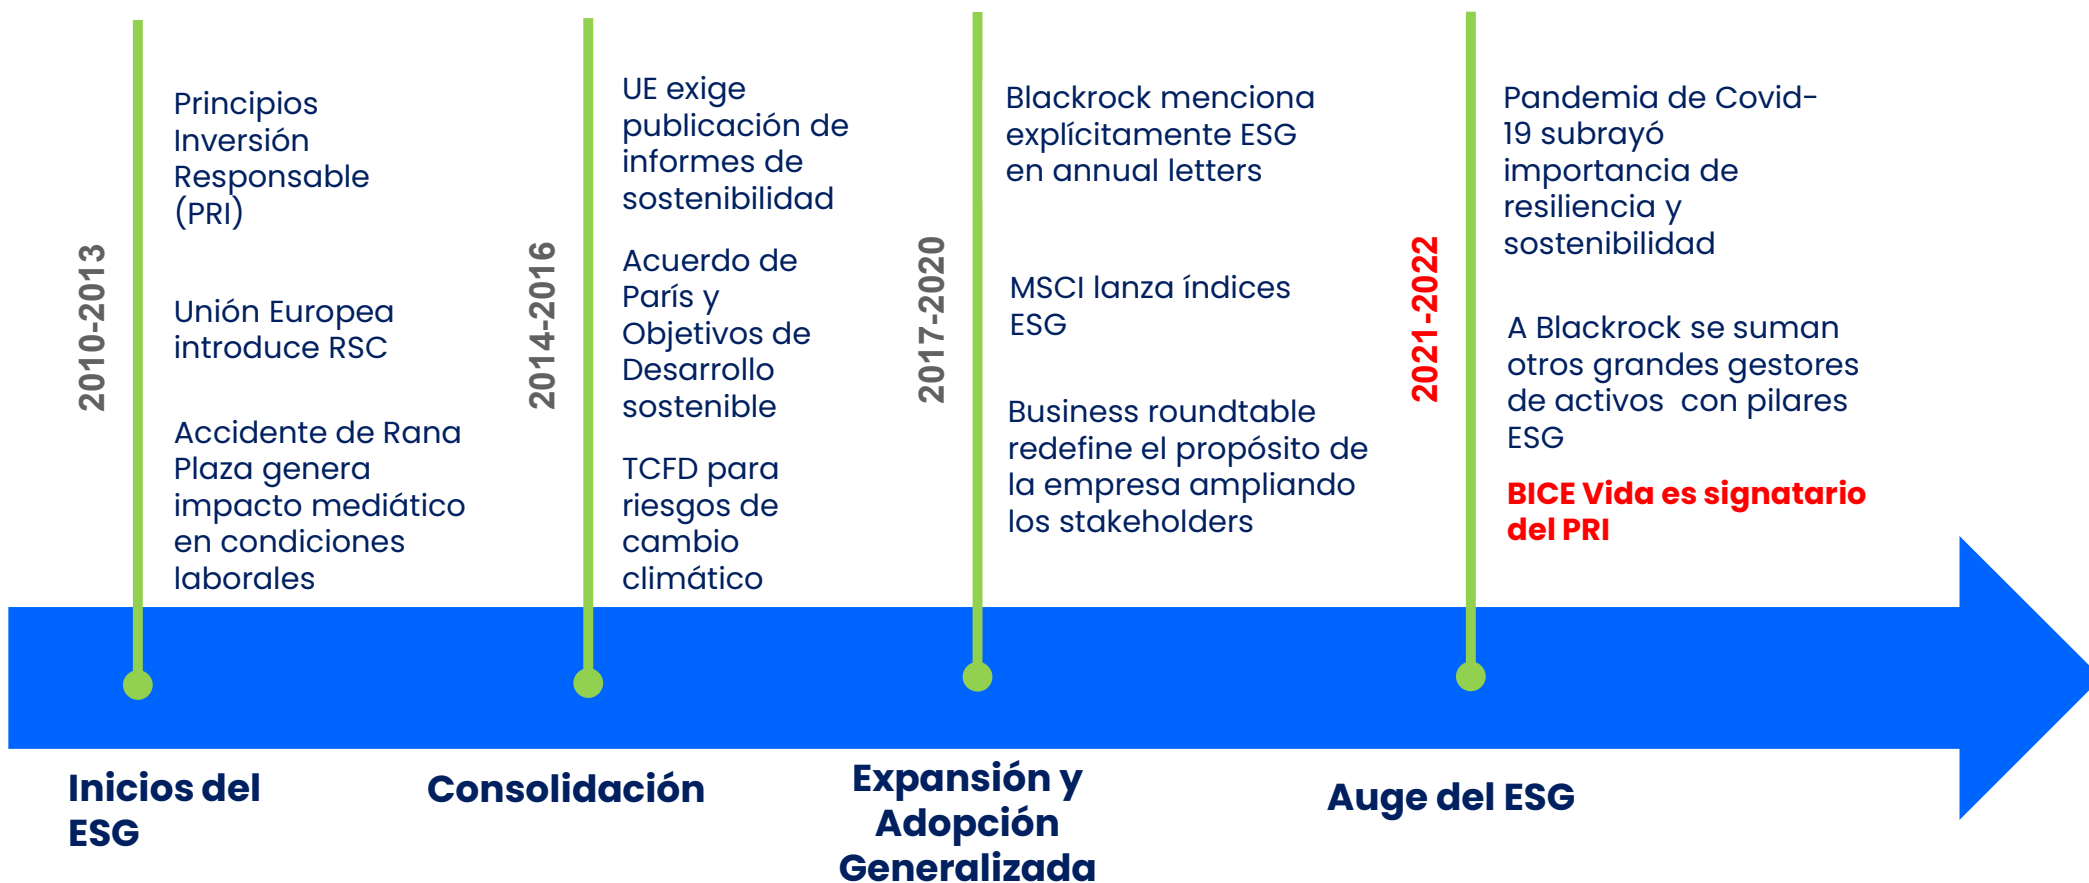 2010-2013
Principios
Inversión
Responsable
(PRI)
Unión Europea
introduce RSC
Accidente de Rana
Plaza genera
impacto mediático
en condiciones
laborales
2014-2016
UE exige
publicación de
informes de
sostenibilidad
Acuerdo de
París y
Objetivos de
Desarrollo
sostenible
TCFD para
riesgos de
cambio
climático
2017-2020
Blackrock menciona
explícitamente ESG
en annual letters
MSCI lanza índices
ESG
Business roundtable
redefine el propósito de
la empresa ampliando
los stakeholders
2021-2022
Pandemia de Covid-
19 subrayó
importancia de
resiliencia y
sostenibilidad
A Blackrock se suman
otros grandes gestores
de activos  con pilares
ESG
BICE Vida es signatario
del PRI
Inicios del
ESG
Consolidación
Expansión y
Adopción
Generalizada
Auge del ESG